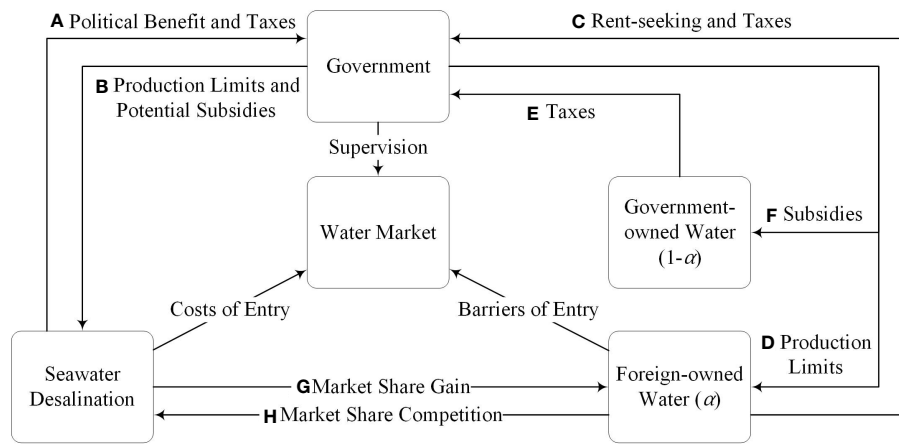 A Political Benefit and Taxes
C Rent-seeking and Taxes
Government
B Production Limits and
Potential Subsidies
E Taxes
Supervision
Water Market
Government-
owned Water
(1-α)
F Subsidies
Costs of Entry
Barriers of Entry
D Production
Limits
Seawater
Desalination
G Market Share Gain
H Market Share Competition
Foreign-owned
Water (α)